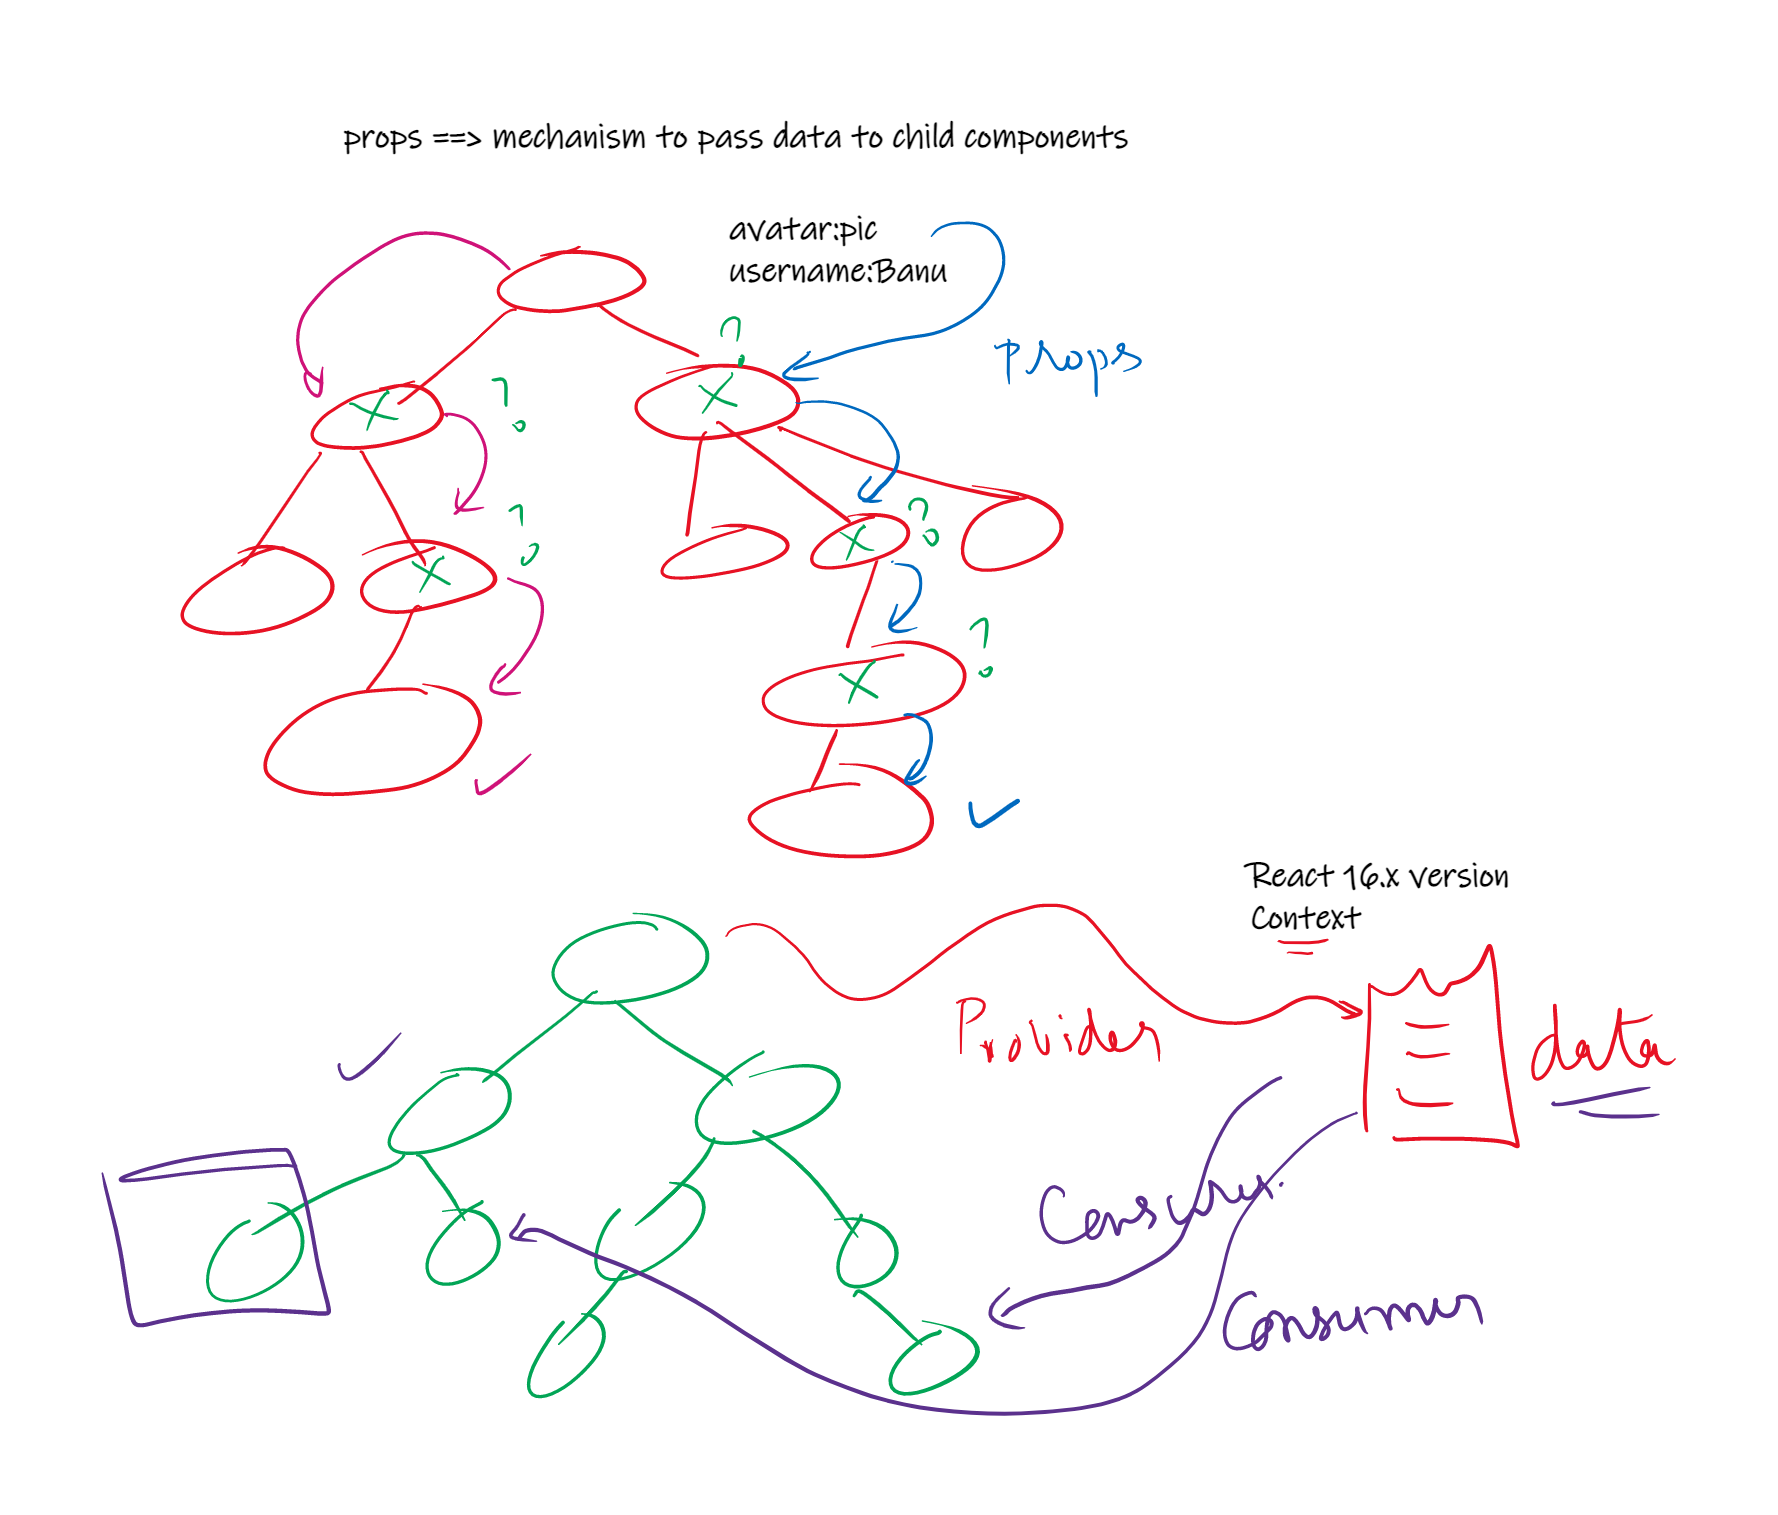 props ==> mechanism to pass data to child components
avatar:pic
username:Banu
?
props
?
?
?
?
React 16.x version
Context
Provider
data
Consumer